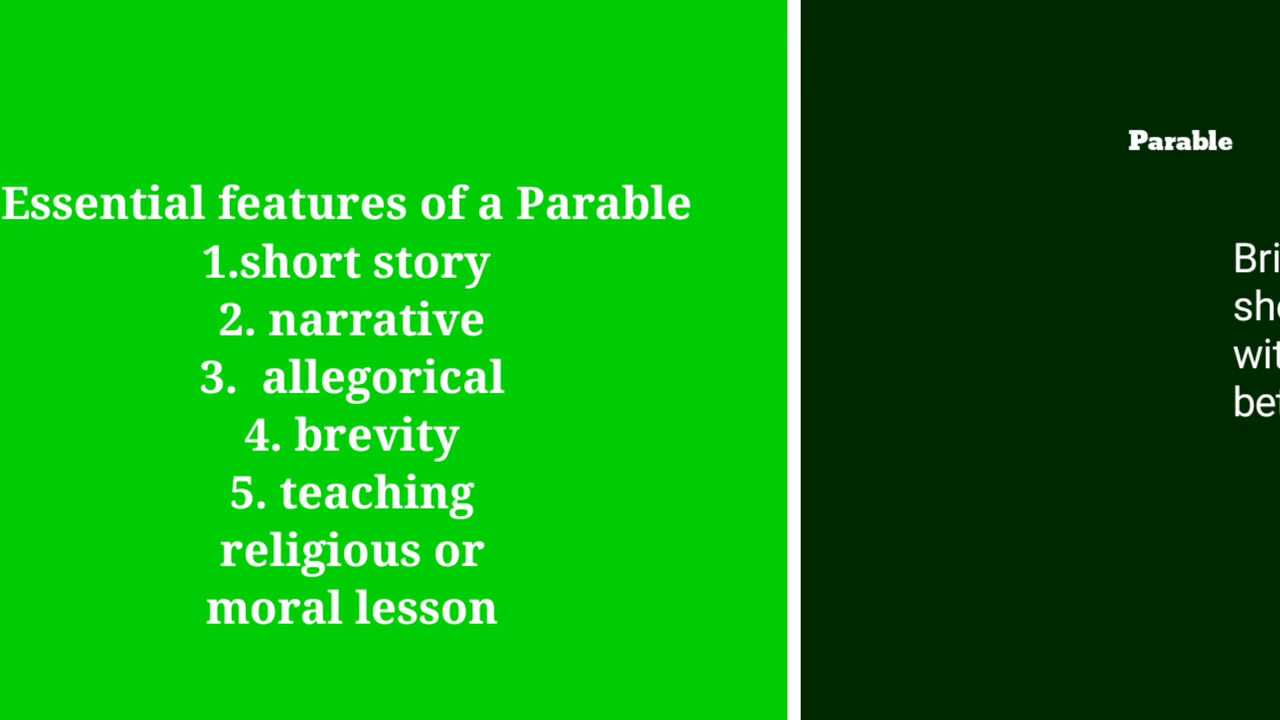 Essential features of a Parable
1.short story
2. narrative
3.  allegorical
4. brevity
5. teaching
religious or
moral lesson
Parable